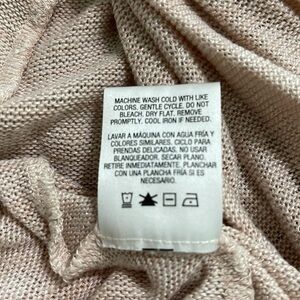 MACHINE WASH COLD WITH LIKE
COLORS. GENTLE CYCLE. DO NOT
BLEACH. DRY FLAT. REMOVE
PROMPTLY. COOL IRON IF NEEDED.
LAVAR A MÁQUINA CON AGUA FRÍA Y
COLORES SIMILARES. CICLO PARA
PRENDAS DELICADAS. NO USAR
BLANQUEADOR. SECAR PLANO.
RETIRE INMEDIATAMENTE. PLANCHAR
CON UNA PLANCHA FRÍA SI ES
NECESARIO.